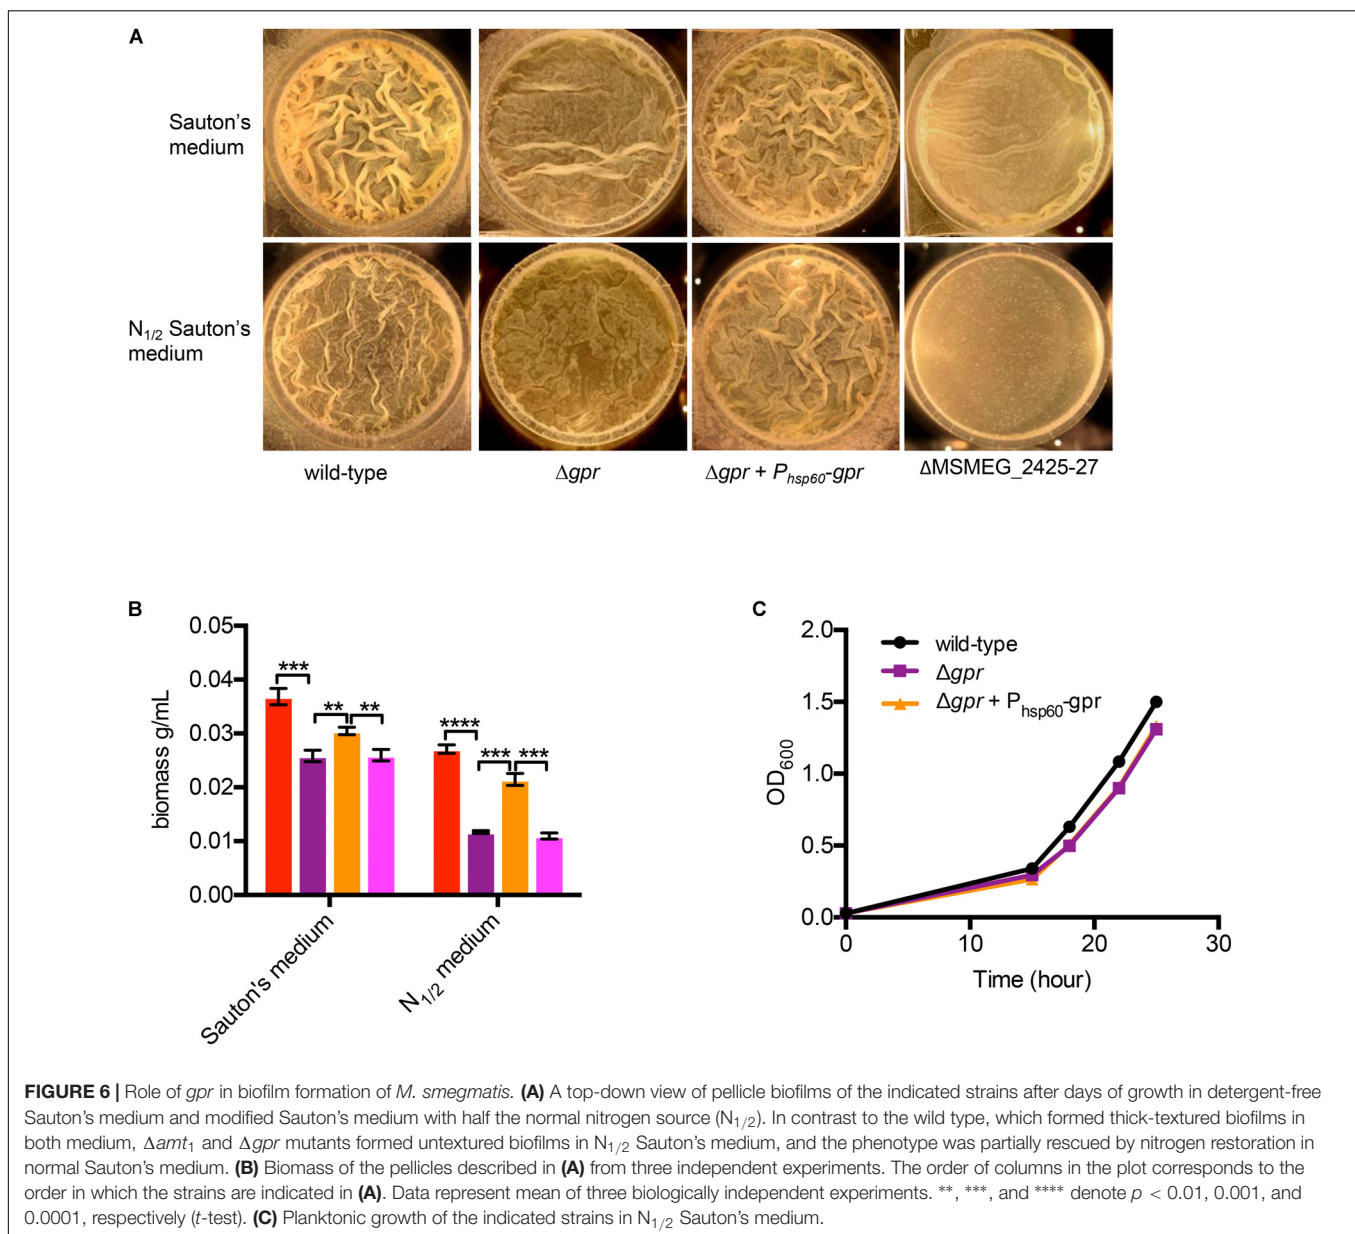 A
Sauton's
medium
N1/2 Sauton's
medium
wild-type
Δgpr
Δgpr + Phsp60-gpr
ΔMSMEG_2425-27
B
biomass g/mL
0.05
0.04
0.03
0.02
0.01
0.00
***
**
**
****
***
***
Sauton's medium
N1/2 medium
C
OD600
2.0
1.5
1.0
0.5
0.0
wild-type
Δgpr
Δgpr + Phsp60-gpr
0
10
20
30
Time (hour)
FIGURE 6 | Role of gpr in biofilm formation of M. smegmatis. (A) A top-down view of pellicle biofilms of the indicated strains after days of growth in detergent-free
Sauton's medium and modified Sauton's medium with half the normal nitrogen source (N1/2). In contrast to the wild type, which formed thick-textured biofilms in
both medium, Δamt1 and Δgpr mutants formed untextured biofilms in N1/2 Sauton's medium, and the phenotype was partially rescued by nitrogen restoration in
normal Sauton's medium. (B) Biomass of the pellicles described in (A) from three independent experiments. The order of columns in the plot corresponds to the
order in which the strains are indicated in (A). Data represent mean of three biologically independent experiments. **, ***, and **** denote p < 0.01, 0.001, and
0.0001, respectively (t-test). (C) Planktonic growth of the indicated strains in N1/2 Sauton's medium.